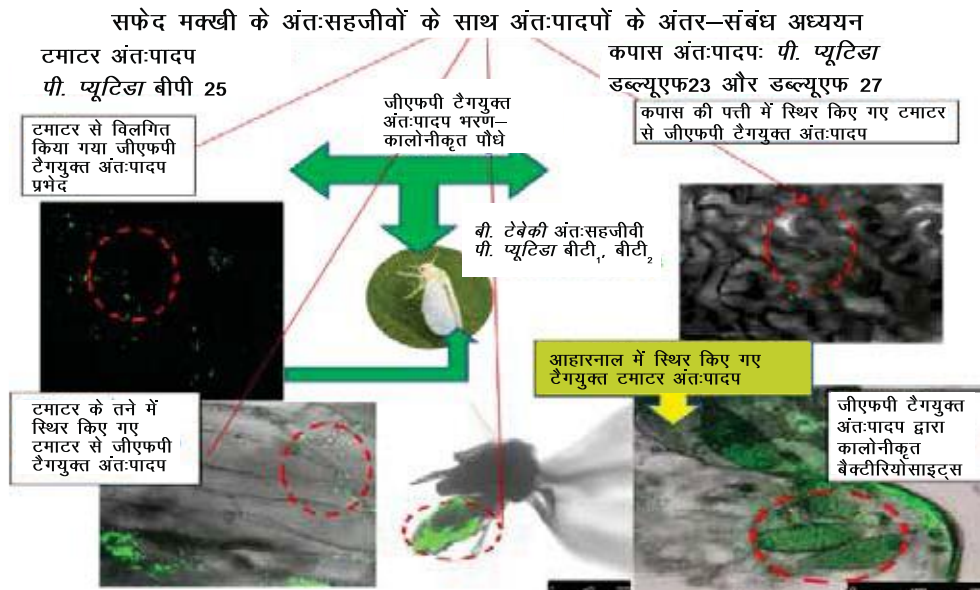 सफेद मक्खी के अंतःसहजीवों के साथ अंतःपादपों के अंतर–संबंध अध्ययन
टमाटर अंतःपादप
पी. प्यूटिडा बीपी 25
कपास अंतःपादपः पी. प्यूटिडा
डब्ल्यूएफ23 और डब्ल्यूएफ 27
टमाटर से विलगित
किया गया जीएफपी
टैगयुक्त अंतःपादप
प्रभेद
जीएफपी टैगयुक्त
अंतःपादप भरण–
कालोनीकृत पौधे
कपास की पत्ती में स्थिर किए गए टमाटर
से जीएफपी टैगयुक्त अंतःपादप
बी. टेबेकी अंतःसहजीवी
पी. प्यूटिडा बीटी₁, बीटी₂
आहारनाल में स्थिर किए गए
टैगयुक्त टमाटर अंतःपादप
टमाटर के तने में
स्थिर किए गए
टमाटर से जीएफपी
टैगयुक्त अंतःपादप
जीएफपी टैगयुक्त
अंतःपादप द्वारा
कालोनीकृत
बैक्टीरियोसाइट्स